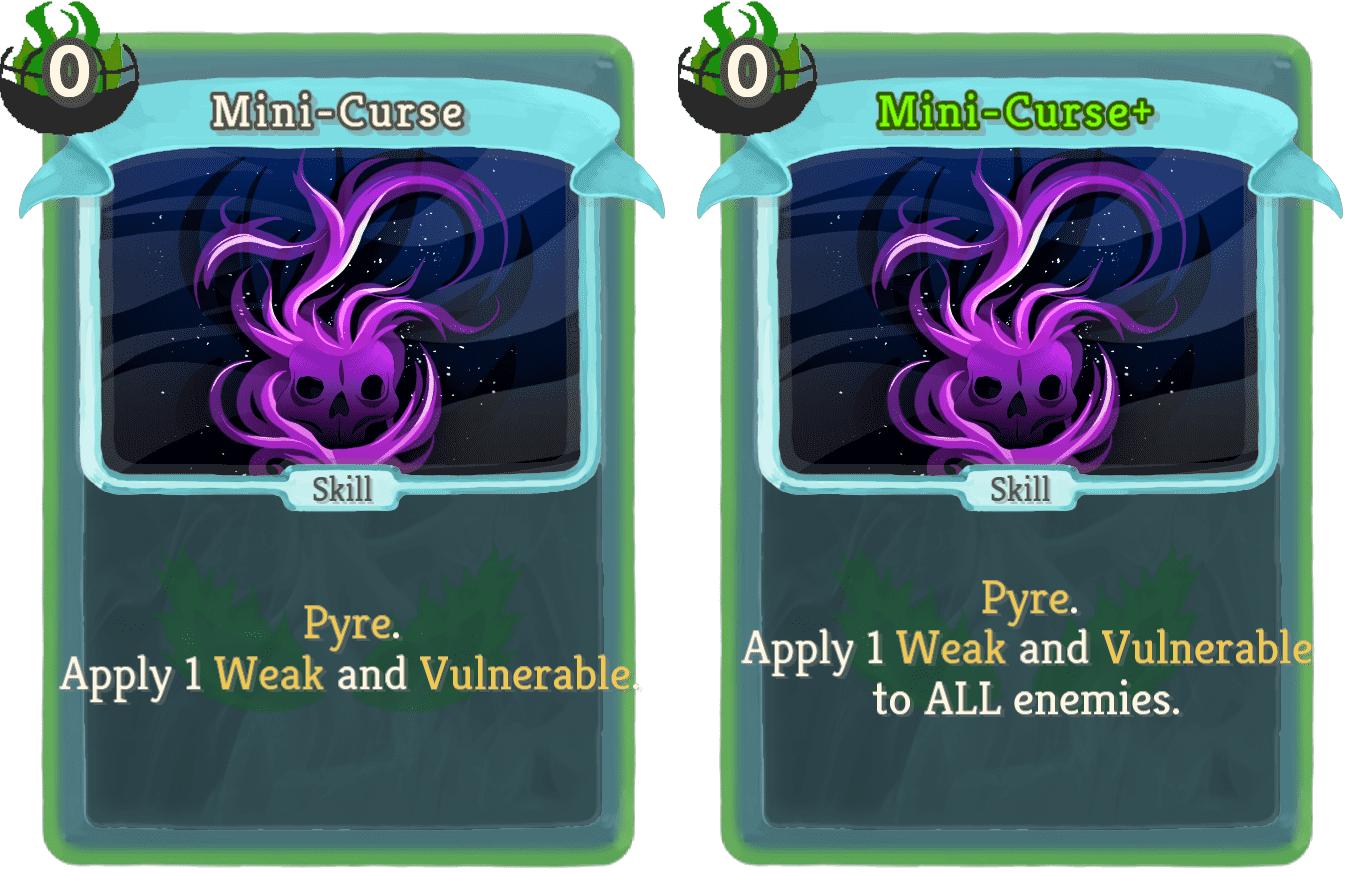 0
Mini-Curse
Skill
Pyre.
Apply 1 Weak and Vulnerable.
0
Mini-Curse+
Skill
Pyre.
Apply 1 Weak and Vulnerable
to ALL enemies.